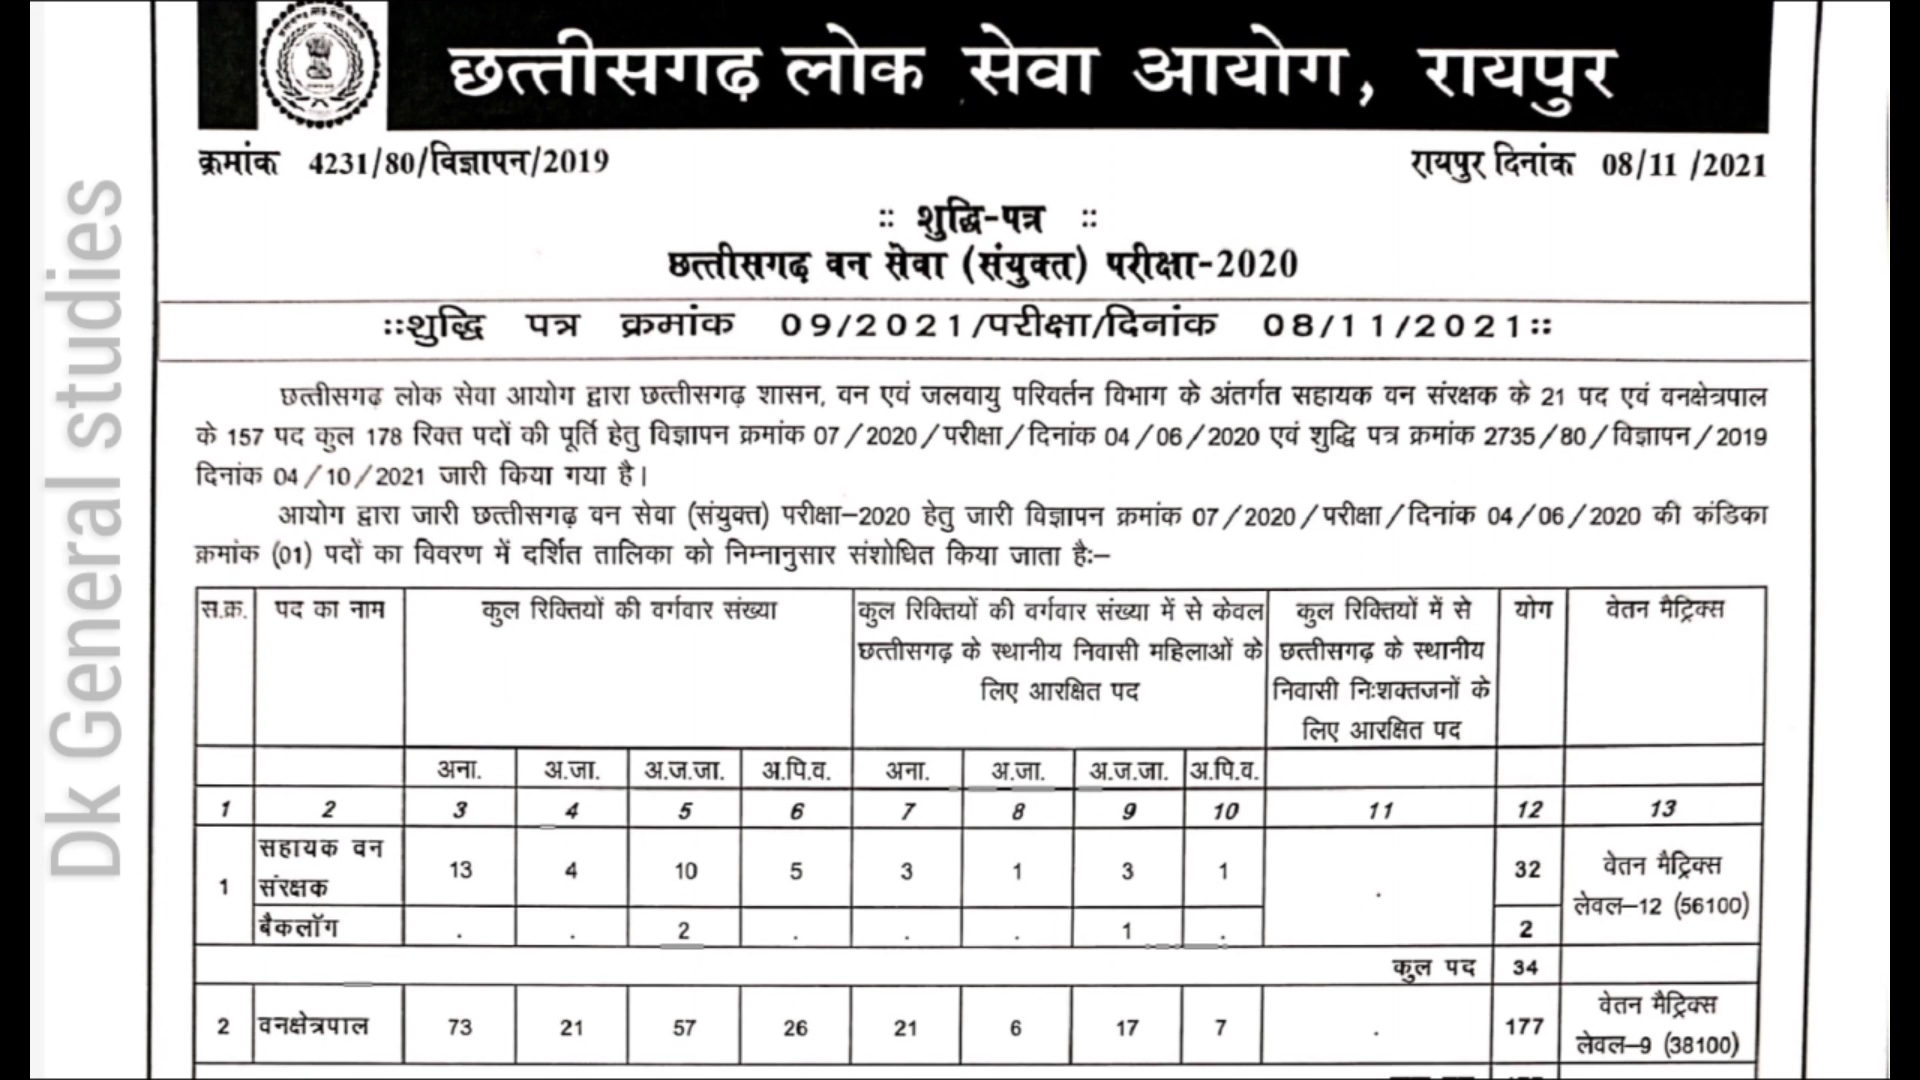 छत्तीसगढ़ लोक सेवा आयोग, रायपुर
क्रमांक 4231/80/विज्ञापन/2019 रायपुर दिनांक 08/11 /2021
:: शुद्धि-पत्र ::
छत्तीसगढ़ वन सेवा (संयुक्त) परीक्षा-2020
::शुद्धि पत्र क्रमांक 09/2021/परीक्षा/दिनांक 08/11/2021::
छत्तीसगढ़ लोक सेवा आयोग द्वारा छत्तीसगढ़ शासन, वन एवं जलवायु परिवर्तन विभाग के अंतर्गत सहायक वन संरक्षक के 21 पद एवं वनक्षेत्रपाल
के 157 पद कुल 178 रिक्त पदों की पूर्ति हेतु विज्ञापन क्रमांक 07/2020/परीक्षा/दिनांक 04/06/2020 एवं शुद्धि पत्र क्रमांक 2735/80/विज्ञापन/2019
दिनांक 04/10/2021 जारी किया गया है।
आयोग द्वारा जारी छत्तीसगढ़ वन सेवा (संयुक्त) परीक्षा–2020 हेतु जारी विज्ञापन क्रमांक 07/2020/परीक्षा/दिनांक 04/06/2020 की कंडिका
क्रमांक (01) पदों का विवरण में दर्शित तालिका को निम्नानुसार संशोधित किया जाता है:–
स.क्र. पद का नाम कुल रिक्तियों की वर्गवार संख्या कुल रिक्तियों की वर्गवार संख्या में से केवल कुल रिक्तियों में से योग वेतन मैट्रिक्स
छत्तीसगढ़ के स्थानीय निवासी महिलाओं के छत्तीसगढ़ के स्थानीय
लिए आरक्षित पद निवासी निःशक्तजनों के
लिए आरक्षित पद
अना. अ.जा. अ.ज.जा. अ.पि.व. अना. अ.जा. अ.ज.जा. अ.पि.व.
1 2 3 4 5 6 7 8 9 10 11 12 13
1 सहायक वन संरक्षक 13 4 10 5 3 1 3 1 . 32 वेतन मैट्रिक्स
लेवल–12 (56100)
बैकलॉग . . 2 . . . 1 . 2
कुल पद 34
2 वनक्षेत्रपाल 73 21 57 26 21 6 17 7 . 177 वेतन मैट्रिक्स
लेवल–9 (38100)
Dk General studies